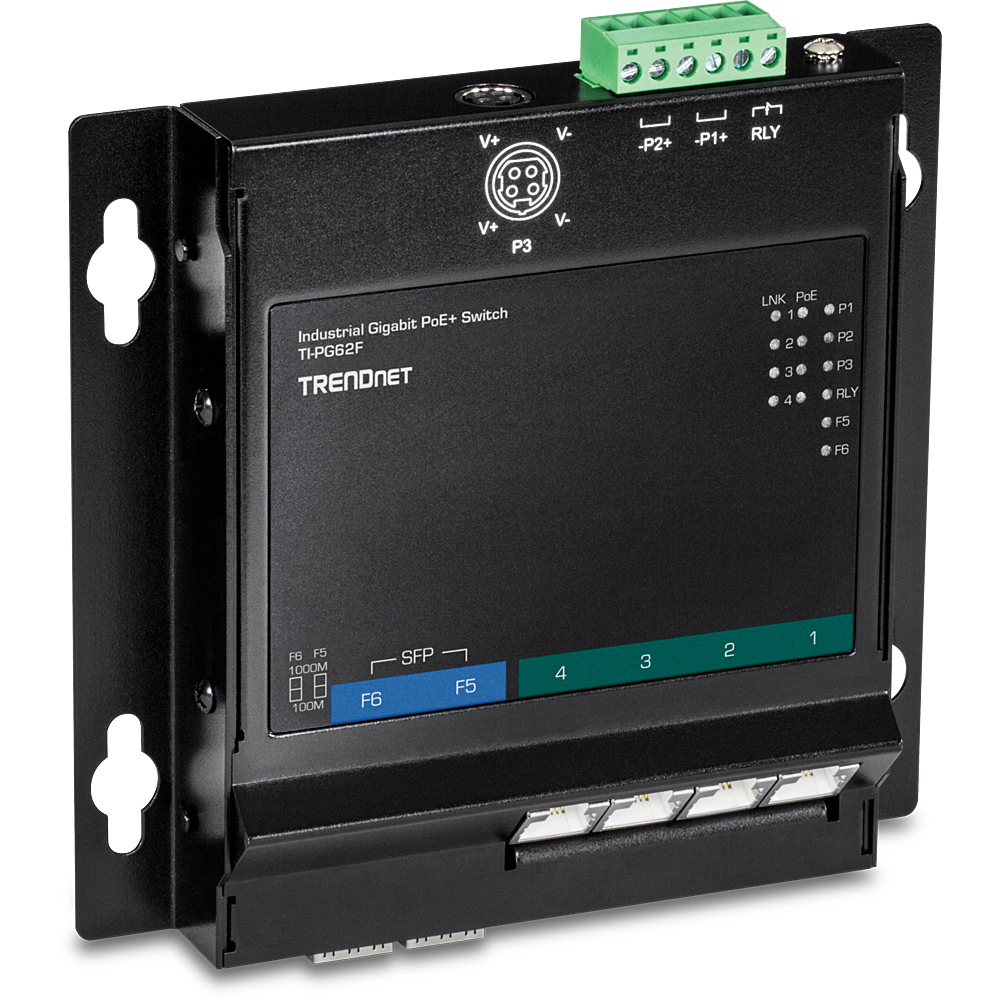 V+ V-
-P2+ -P1+ RLY
V+ V-
P3
Industrial Gigabit PoE+ Switch
TI-PG62F
TRENDnet
LNK PoE
1 P1
2 P2
3 P3
4 RLY
F5
F6
F6 F5
1000M
100M
SFP
F6 F5 4 3 2 1